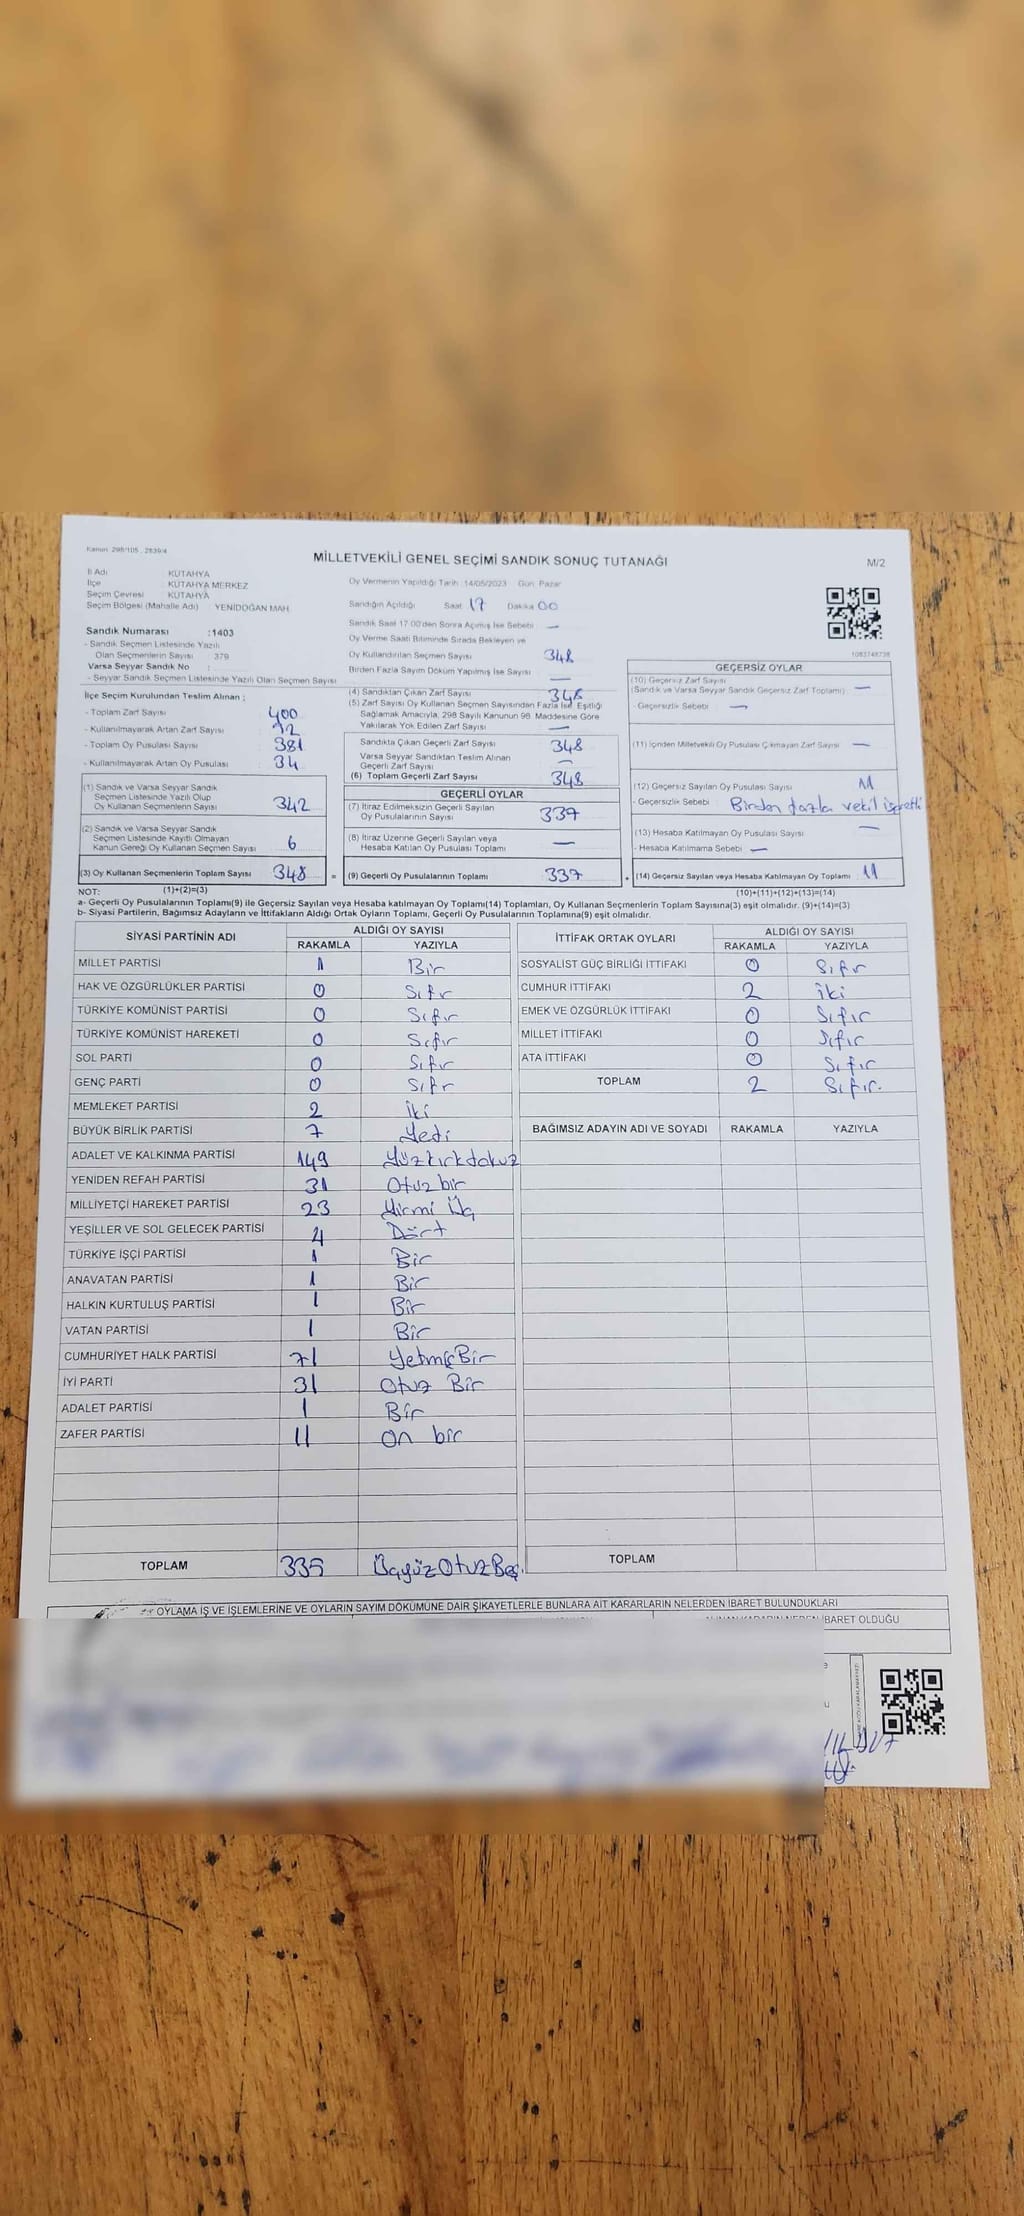 Kanun 298/105 , 2839/4
MİLLETVEKİLİ GENEL SEÇİMİ SANDIK SONUÇ TUTANAĞI
M/2
İl Adı KÜTAHYA
İlçe KÜTAHYA MERKEZ
Seçim Çevresi KÜTAHYA
Seçim Bölgesi (Mahalle Adı) YENİDOĞAN MAH.
Oy Vermenin Yapıldığı Tarih :14/05/2023 Gün: Pazar
Sandığın Açıldığı Saat 17 Dakika 00
Sandık Saat 17:00'den Sonra Açılmış İse Sebebi —
Oy Verme Saati Bitiminde Sırada Bekleyen ve
Oy Kullandırılan Seçmen Sayısı 348
Birden Fazla Sayım Döküm Yapılmış İse Sayısı —
Sandık Numarası :1403
- Sandık Seçmen Listesinde Yazılı
Olan Seçmenlerin Sayısı : 379
Varsa Seyyar Sandık No :
- Seyyar Sandık Seçmen Listesinde Yazılı Olan Seçmen Sayısı
1083748738
İlçe Seçim Kurulundan Teslim Alınan ;
- Toplam Zarf Sayısı 400
- Kullanılmayarak Artan Zarf Sayısı
- Toplam Oy Pusulası Sayısı 381
- Kullanılmayarak Artan Oy Pusulası 34
(1) Sandık ve Varsa Seyyar Sandık
Seçmen Listesinde Yazılı Olup
Oy Kullanan Seçmenlerin Sayısı 342
(2) Sandık ve Varsa Seyyar Sandık
Seçmen Listesinde Kayıtlı Olmayan
Kanun Gereği Oy Kullanan Seçmen Sayısı 6
(3) Oy Kullanan Seçmenlerin Toplam Sayısı 348 =
(1)+(2)=(3)
(4) Sandıktan Çıkan Zarf Sayısı 348
(5) Zarf Sayısı Oy Kullanan Seçmen Sayısından Fazla İse, Eşitliği
Sağlamak Amacıyla, 298 Sayılı Kanunun 98. Maddesine Göre
Yakılarak Yok Edilen Zarf Sayısı —
Sandıkta Çıkan Geçerli Zarf Sayısı 348
Varsa Seyyar Sandıktan Teslim Alınan
Geçerli Zarf Sayısı —
(6) Toplam Geçerli Zarf Sayısı 348
GEÇERLİ OYLAR
(7) İtiraz Edilmeksizin Geçerli Sayılan
Oy Pusulalarının Sayısı 337
(8) İtiraz Üzerine Geçerli Sayılan veya
Hesaba Katılan Oy Pusulası Toplamı —
(9) Geçerli Oy Pusulalarının Toplamı 337 +
GEÇERSİZ OYLAR
(10) Geçersiz Zarf Sayısı
(Sandık ve Varsa Seyyar Sandık Geçersiz Zarf Toplamı) —
- Geçersizlik Sebebi : —
(11) İçinden Milletvekili Oy Pusulası Çıkmayan Zarf Sayısı —
(12) Geçersiz Sayılan Oy Pusulası Sayısı 11
- Geçersizlik Sebebi : Birden fazla vekil işaretli
(13) Hesaba Katılmayan Oy Pusulası Sayısı —
- Hesaba Katılmama Sebebi —
(14) Geçersiz Sayılan veya Hesaba Katılmayan Oy Toplamı 11
(10)+(11)+(12)+(13)=(14)
NOT:
a- Geçerli Oy Pusulalarının Toplamı(9) ile Geçersiz Sayılan veya Hesaba katılmayan Oy Toplamı(14) Toplamları, Oy Kullanan Seçmenlerin Toplam Sayısına(3) eşit olmalıdır. (9)+(14)=(3)
b- Siyasi Partilerin, Bağımsız Adayların ve İttifakların Aldığı Ortak Oyların Toplamı, Geçerli Oy Pusulalarının Toplamına(9) eşit olmalıdır.
SİYASİ PARTİNİN ADI ALDIĞI OY SAYISI
RAKAMLA YAZIYLA
MİLLET PARTİSİ 1 Bir
HAK VE ÖZGÜRLÜKLER PARTİSİ 0 Sıfır
TÜRKİYE KOMÜNİST PARTİSİ 0 Sıfır
TÜRKİYE KOMÜNİST HAREKETİ 0 Sıfır
SOL PARTİ 0 Sıfır
GENÇ PARTİ 0 Sıfır
MEMLEKET PARTİSİ 2 İki
BÜYÜK BİRLİK PARTİSİ 7 Yedi
ADALET VE KALKINMA PARTİSİ 149 Yüzkırkdokuz
YENİDEN REFAH PARTİSİ 31 Otuz bir
MİLLİYETÇİ HAREKET PARTİSİ 23 Yirmi Üç
YEŞİLLER VE SOL GELECEK PARTİSİ 4 Dört
TÜRKİYE İŞÇİ PARTİSİ 1 Bir
ANAVATAN PARTİSİ 1 Bir
HALKIN KURTULUŞ PARTİSİ 1 Bir
VATAN PARTİSİ 1 Bir
CUMHURİYET HALK PARTİSİ 71 YetmişBir
İYİ PARTİ 31 Otuz Bir
ADALET PARTİSİ 1 Bir
ZAFER PARTİSİ 11 On bir
TOPLAM 335 ÜçyüzOtuzBeş.
İTTİFAK ORTAK OYLARI ALDIĞI OY SAYISI
RAKAMLA YAZIYLA
SOSYALİST GÜÇ BİRLİĞİ İTTİFAKI 0 Sıfır
CUMHUR İTTİFAKI 2 İki
EMEK VE ÖZGÜRLÜK İTTİFAKI 0 Sıfır
MİLLET İTTİFAKI 0 Sıfır
ATA İTTİFAKI 0 Sıfır
TOPLAM 2 Sıfır.
BAĞIMSIZ ADAYIN ADI VE SOYADI RAKAMLA YAZIYLA
TOPLAM
OYLAMA İŞ VE İŞLEMLERİNE VE OYLARIN SAYIM DÖKÜMÜNE DAİR ŞİKAYETLERLE BUNLARA AİT KARARLARIN NELERDEN İBARET BULUNDUKLARI
İBARET OLDUĞU